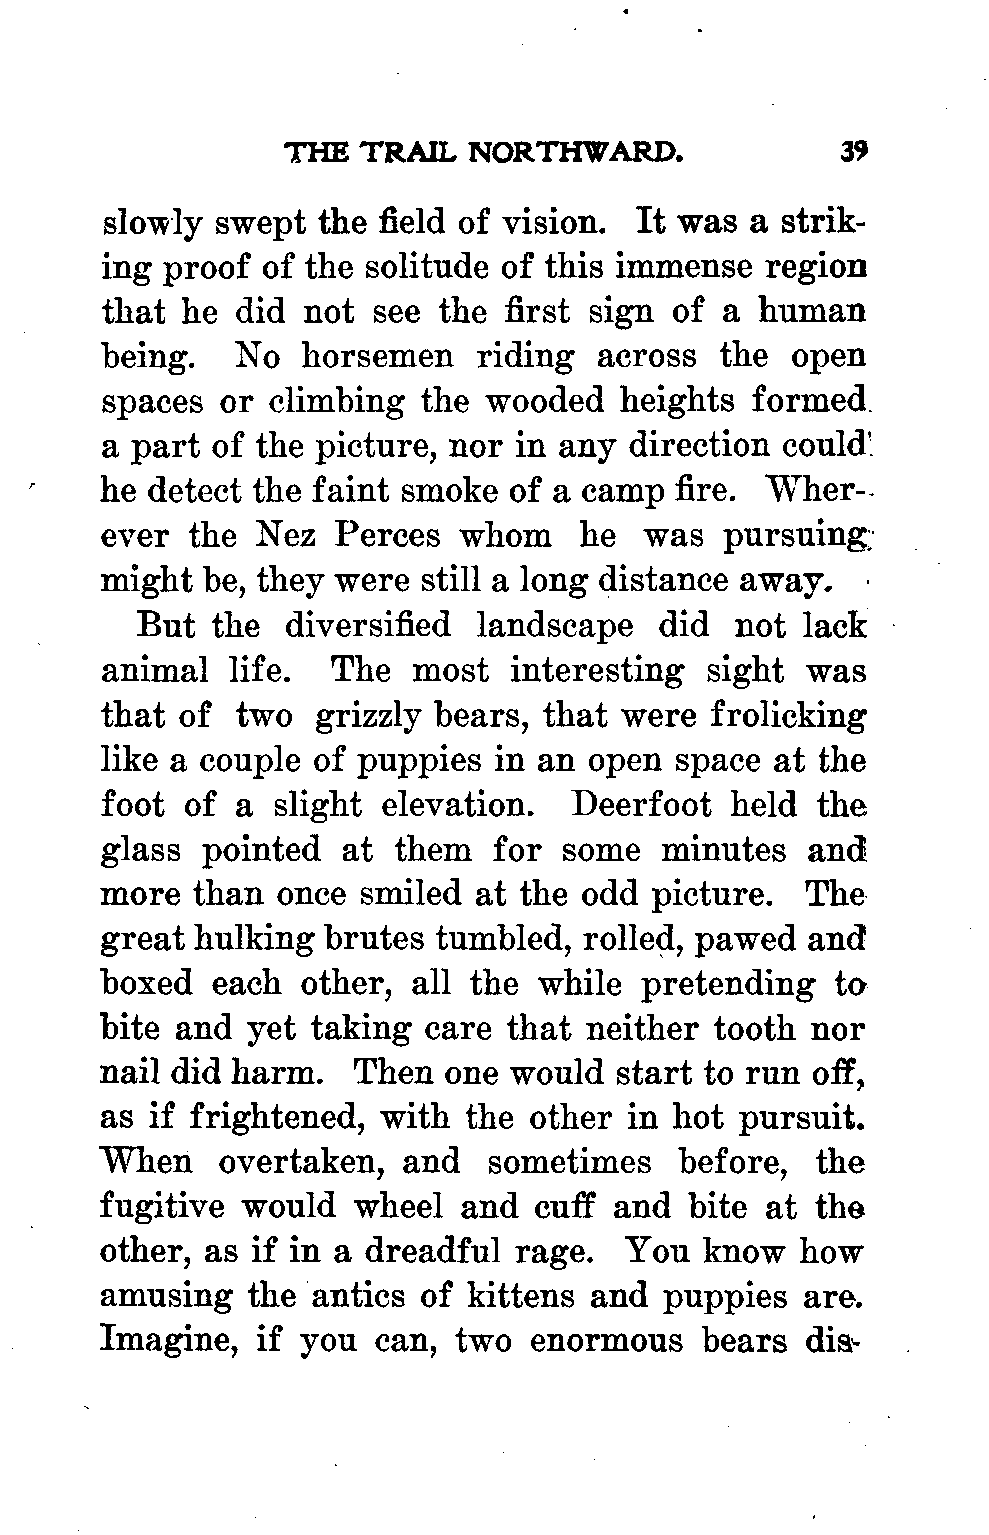 THE TRAIL NORTHWARD. 39
slowly swept the field of vision. It was a strik-
ing proof of the solitude of this immense region
that he did not see the first sign of a human
being. No horsemen riding across the open
spaces or climbing the wooded heights formed
a part of the picture, nor in any direction could
he detect the faint smoke of a camp fire. Wher-
ever the Nez Perces whom he was pursuing
might be, they were still a long distance away.
But the diversified landscape did not lack
animal life. The most interesting sight was
that of two grizzly bears, that were frolicking
like a couple of puppies in an open space at the
foot of a slight elevation. Deerfoot held the
glass pointed at them for some minutes and
more than once smiled at the odd picture. The
great hulking brutes tumbled, rolled, pawed and
boxed each other, all the while pretending to
bite and yet taking care that neither tooth nor
nail did harm. Then one would start to run off,
as if frightened, with the other in hot pursuit.
When overtaken, and sometimes before, the
fugitive would wheel and cuff and bite at the
other, as if in a dreadful rage. You know how
amusing the antics of kittens and puppies are.
Imagine, if you can, two enormous bears dis-